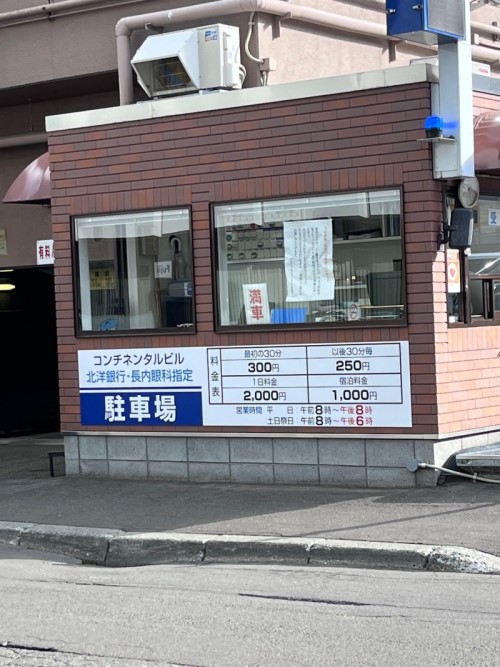 有料
満車
コンチネンタルビル
北洋銀行・長内眼科指定
駐車場
料金表
最初の30分
以後30分毎
300円
250円
1日料金
宿泊料金
2,000円
1,000円
営業時間 平　日：午前8時～午後8時
土日祭日：午前8時～午後6時